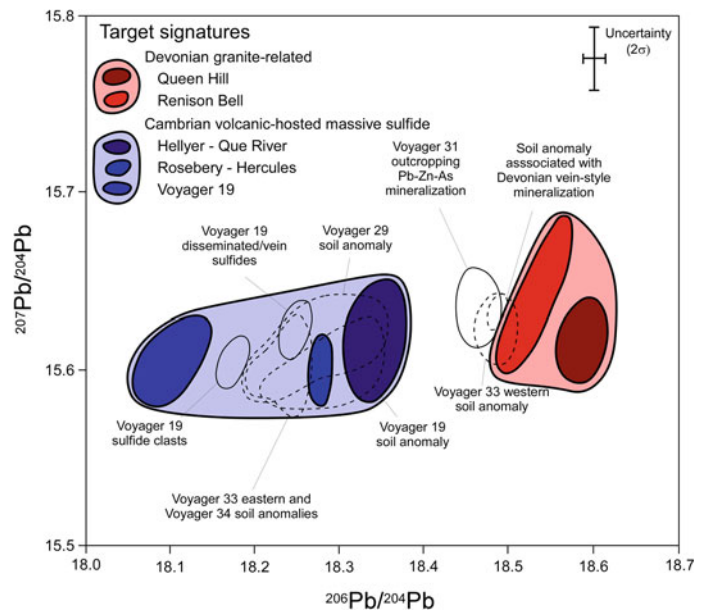 Target signatures
Devonian granite-related
Queen Hill
Renison Bell
Cambrian volcanic-hosted massive sulfide
Hellyer - Que River
Rosebery - Hercules
Voyager 19
Uncertainty
(2σ)
Voyager 31
outcropping
Pb-Zn-As
mineralization
Soil anomaly
asssociated with
Devonian vein-style
mineralization
Voyager 19
disseminated/vein
sulfides
Voyager 29
soil anomaly
Voyager 19
sulfide clasts
Voyager 33 eastern and
Voyager 34 soil anomalies
Voyager 19
soil anomaly
Voyager 33 western
soil anomaly
15.8
15.7
15.6
15.5
207Pb/204Pb
18.0 18.1 18.2 18.3 18.4 18.5 18.6 18.7
206Pb/204Pb